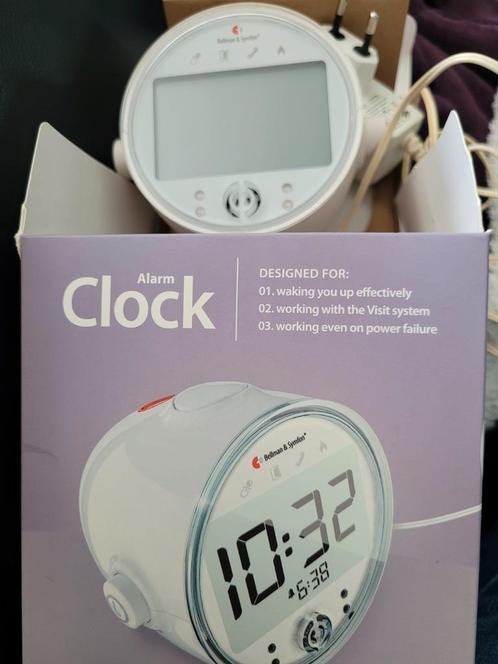 Bellman & Symfon®
Alarm
Clock
DESIGNED FOR:
01. waking you up effectively
02. working with the Visit system
03. working even on power failure
Bellman & Symfon®
10:32
6:38